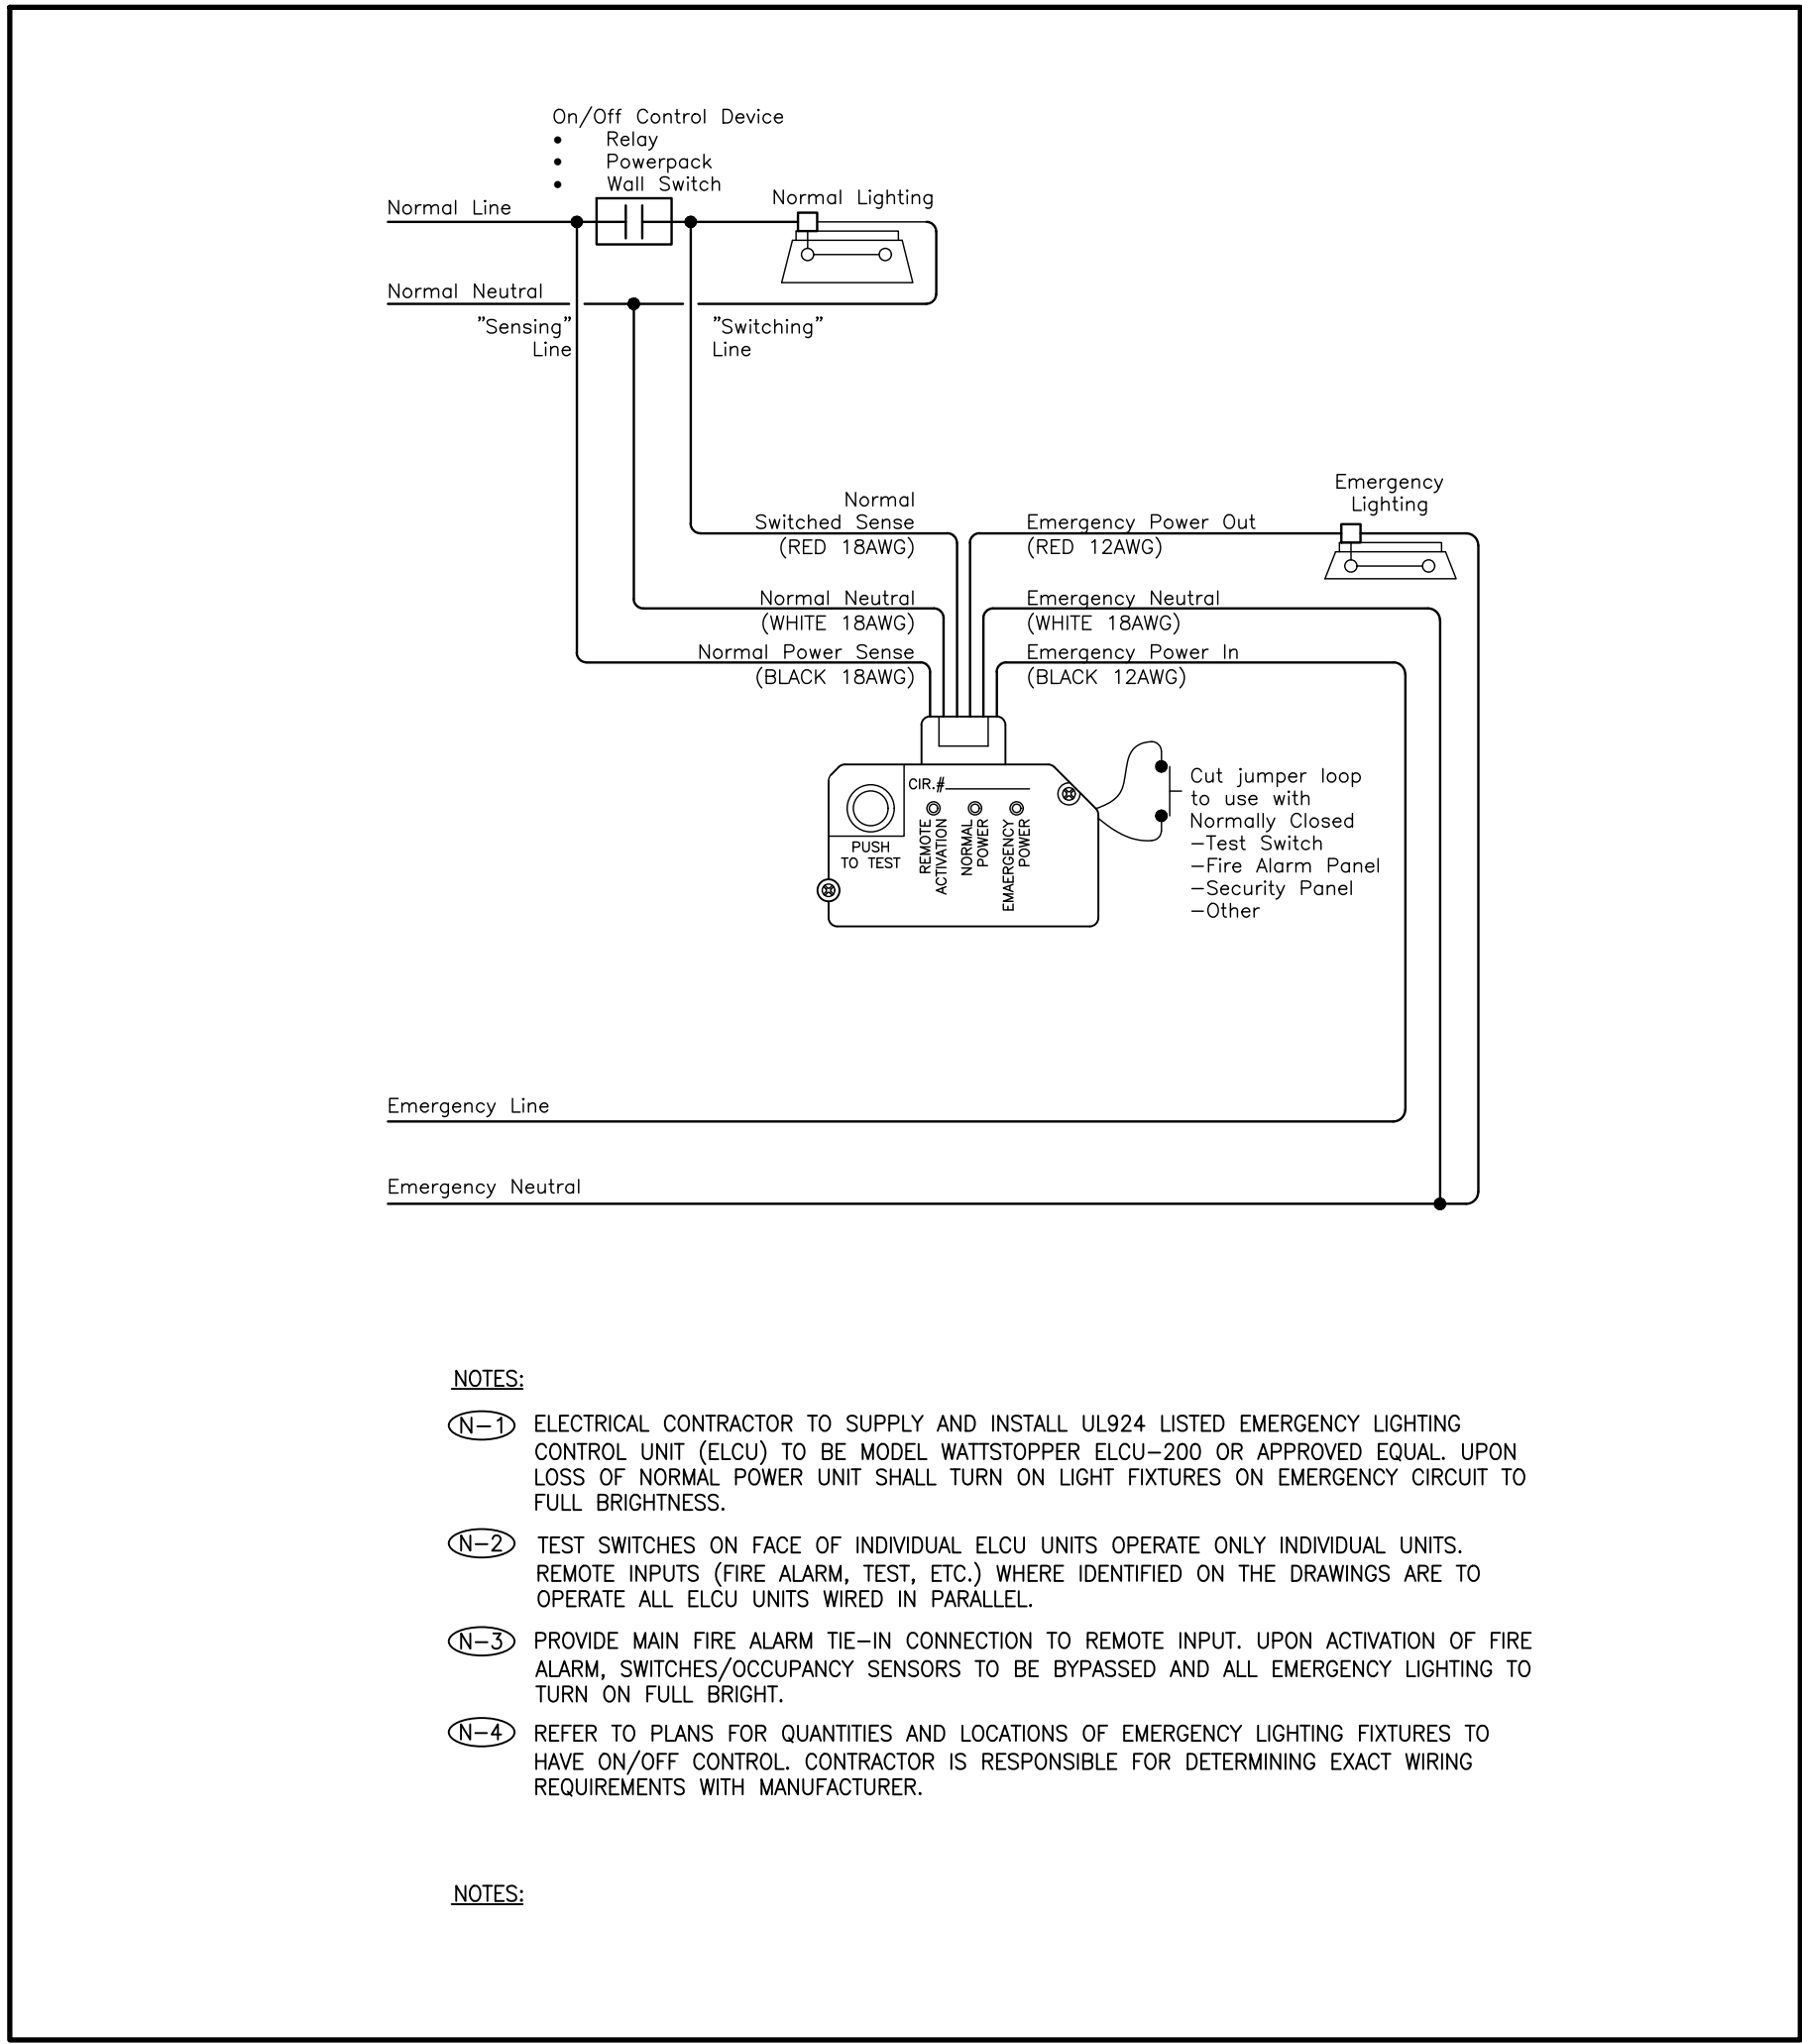 On/Off Control Device
• Relay
• Powerpack
• Wall Switch
Normal Line
Normal Lighting
Normal Neutral
"Sensing"
Line
"Switching"
Line
Normal
Switched Sense
(RED 18AWG)
Normal Neutral
(WHITE 18AWG)
Normal Power Sense
(BLACK 18AWG)
Emergency Power Out
(RED 12AWG)
Emergency Neutral
(WHITE 18AWG)
Emergency Power In
(BLACK 12AWG)
Emergency
Lighting
CIR.#
PUSH
TO TEST
REMOTE
ACTIVATION
NORMAL
POWER
EMAERGENCY
POWER
Cut jumper loop
to use with
Normally Closed
-Test Switch
-Fire Alarm Panel
-Security Panel
-Other
Emergency Line
Emergency Neutral
NOTES:
N-1 ELECTRICAL CONTRACTOR TO SUPPLY AND INSTALL UL924 LISTED EMERGENCY LIGHTING
CONTROL UNIT (ELCU) TO BE MODEL WATTSTOPPER ELCU-200 OR APPROVED EQUAL. UPON
LOSS OF NORMAL POWER UNIT SHALL TURN ON LIGHT FIXTURES ON EMERGENCY CIRCUIT TO
FULL BRIGHTNESS.
N-2 TEST SWITCHES ON FACE OF INDIVIDUAL ELCU UNITS OPERATE ONLY INDIVIDUAL UNITS.
REMOTE INPUTS (FIRE ALARM, TEST, ETC.) WHERE IDENTIFIED ON THE DRAWINGS ARE TO
OPERATE ALL ELCU UNITS WIRED IN PARALLEL.
N-3 PROVIDE MAIN FIRE ALARM TIE-IN CONNECTION TO REMOTE INPUT. UPON ACTIVATION OF FIRE
ALARM, SWITCHES/OCCUPANCY SENSORS TO BE BYPASSED AND ALL EMERGENCY LIGHTING TO
TURN ON FULL BRIGHT.
N-4 REFER TO PLANS FOR QUANTITIES AND LOCATIONS OF EMERGENCY LIGHTING FIXTURES TO
HAVE ON/OFF CONTROL. CONTRACTOR IS RESPONSIBLE FOR DETERMINING EXACT WIRING
REQUIREMENTS WITH MANUFACTURER.
NOTES: